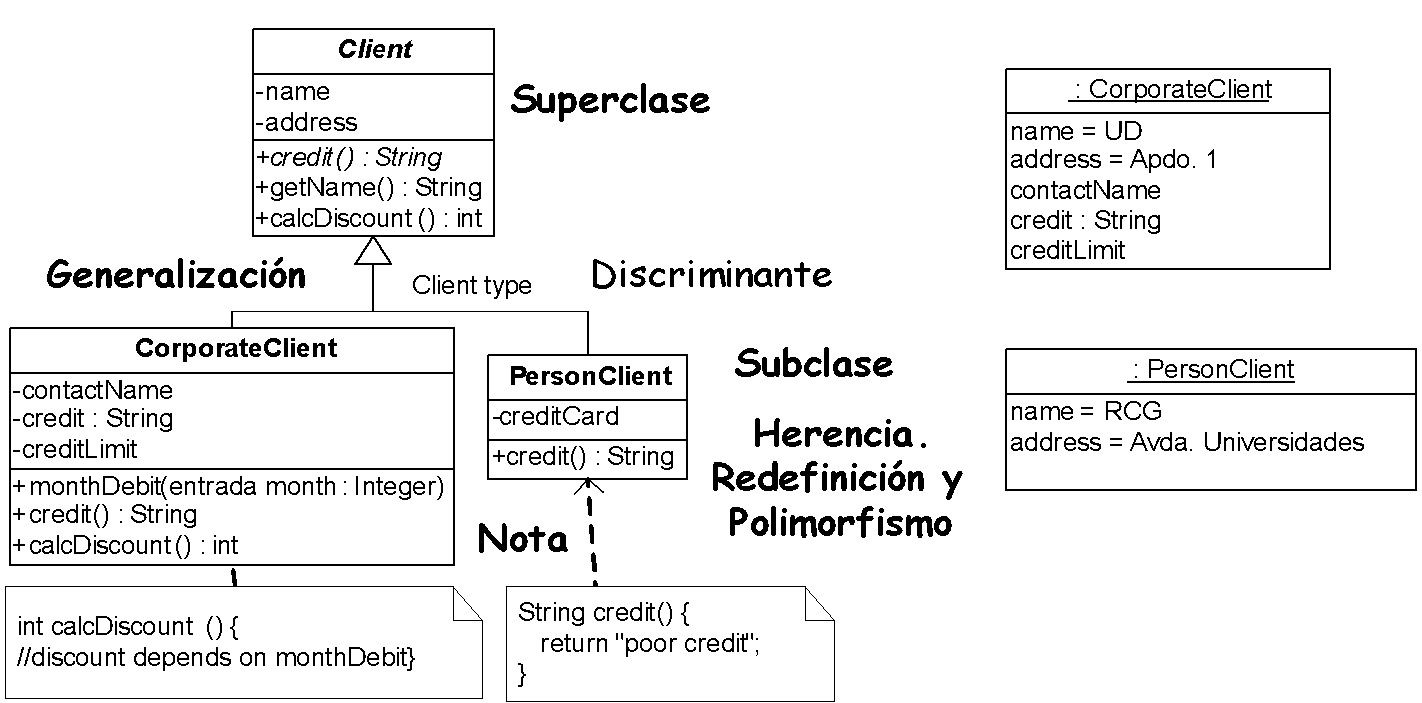 Client
-name
-address
+credit() : String
+getName() : String
+calcDiscount() : int
Superclase
Generalización
Client type
Discriminante
CorporateClient
-contactName
-credit : String
-creditLimit
+monthDebit(entrada month : Integer)
+credit() : String
+calcDiscount() : int
PersonClient
-creditCard
+credit() : String
Subclase
Herencia.
Redefinición y
Polimorfismo
Nota
int calcDiscount () {
//discount depends on monthDebit}
String credit() {
return "poor credit";
}
: CorporateClient
name = UD
address = Apdo. 1
contactName
credit : String
creditLimit
: PersonClient
name = RCG
address = Avda. Universidades